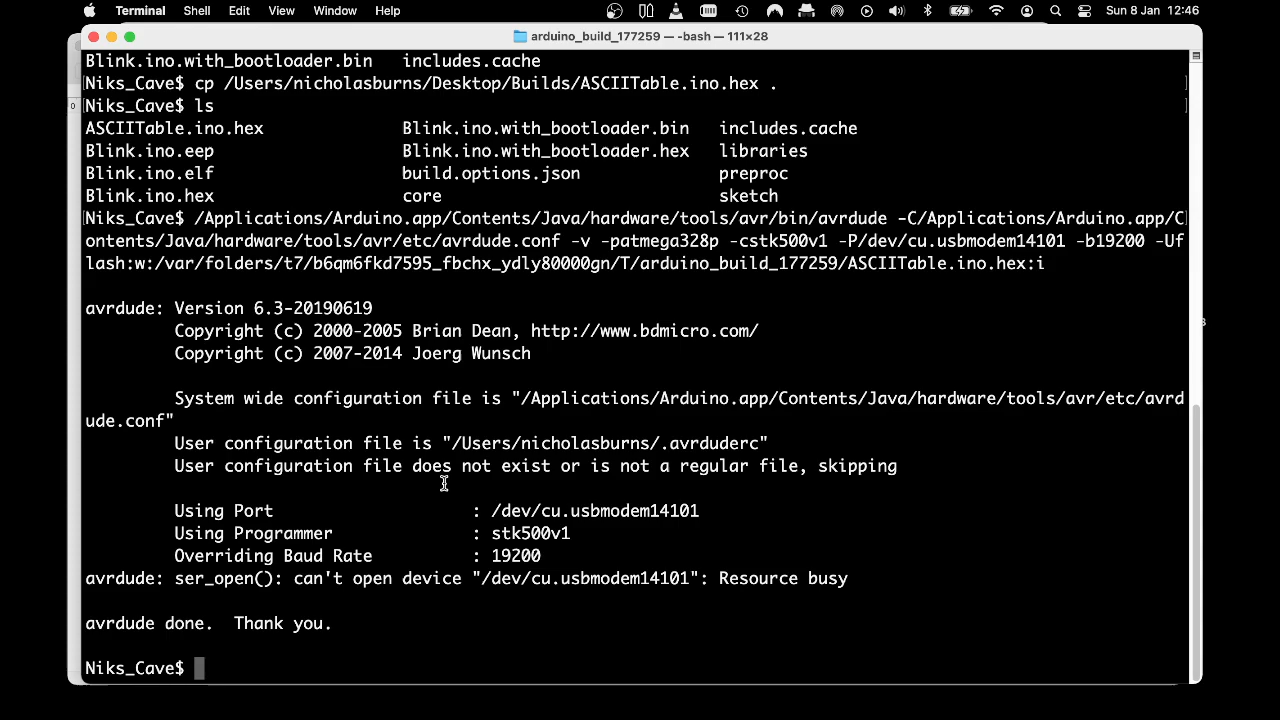 Terminal Shell Edit View Window Help Sun 8 Jan 12:46
arduino_build_177259 — -bash — 111×28
0
Blink.ino.with_bootloader.bin includes.cache
Niks_Cave$ cp /Users/nicholasburns/Desktop/Builds/ASCIITable.ino.hex .
Niks_Cave$ ls
ASCIITable.ino.hex Blink.ino.with_bootloader.bin includes.cache
Blink.ino.eep Blink.ino.with_bootloader.hex libraries
Blink.ino.elf build.options.json preproc
Blink.ino.hex core sketch
Niks_Cave$ /Applications/Arduino.app/Contents/Java/hardware/tools/avr/bin/avrdude -C/Applications/Arduino.app/C
ontents/Java/hardware/tools/avr/etc/avrdude.conf -v -patmega328p -cstk500v1 -P/dev/cu.usbmodem14101 -b19200 -Uf
lash:w:/var/folders/t7/b6qm6fkd7595_fbchx_ydly80000gn/T/arduino_build_177259/ASCIITable.ino.hex:i
avrdude: Version 6.3-20190619
Copyright (c) 2000-2005 Brian Dean, http://www.bdmicro.com/
Copyright (c) 2007-2014 Joerg Wunsch
System wide configuration file is "/Applications/Arduino.app/Contents/Java/hardware/tools/avr/etc/avrd
ude.conf"
User configuration file is "/Users/nicholasburns/.avrduderc"
User configuration file does not exist or is not a regular file, skipping
Using Port : /dev/cu.usbmodem14101
Using Programmer : stk500v1
Overriding Baud Rate : 19200
avrdude: ser_open(): can't open device "/dev/cu.usbmodem14101": Resource busy
avrdude done. Thank you.
Niks_Cave$